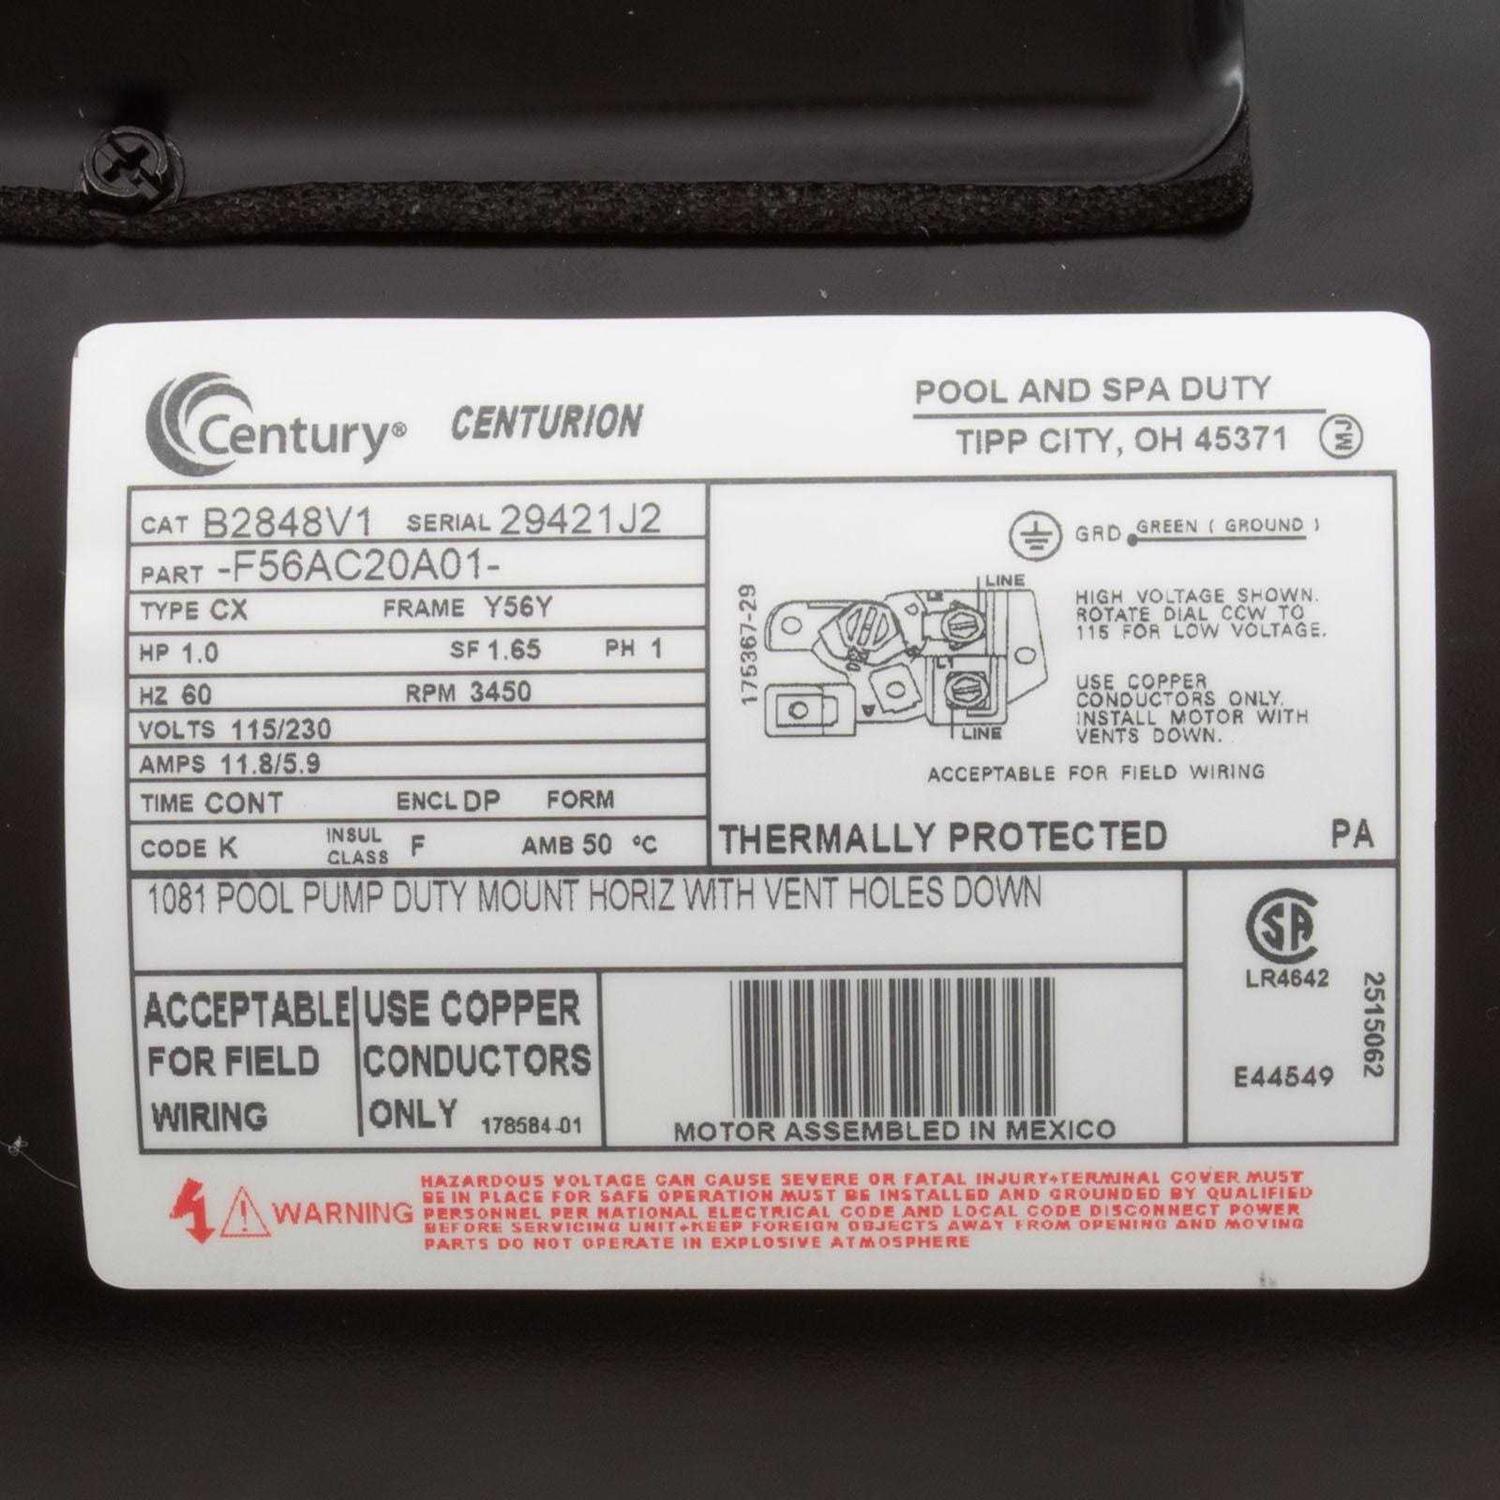 Century® CENTURION
POOL AND SPA DUTY
TIPP CITY, OH 45371 MJ
CAT B2848V1 SERIAL 29421J2
PART -F56AC20A01-
TYPE CX FRAME Y56Y
HP 1.0 SF 1.65 PH 1
HZ 60 RPM 3450
VOLTS 115/230
AMPS 11.8/5.9
TIME CONT ENCL DP FORM
CODE K INSUL CLASS F AMB 50 °C
GRD GREEN ( GROUND )
175367-29
LINE
L2
L1
LINE
HIGH VOLTAGE SHOWN.
ROTATE DIAL CCW TO
115 FOR LOW VOLTAGE.
USE COPPER
CONDUCTORS ONLY.
INSTALL MOTOR WITH
VENTS DOWN.
ACCEPTABLE FOR FIELD WIRING
THERMALLY PROTECTED PA
1081 POOL PUMP DUTY MOUNT HORIZ WITH VENT HOLES DOWN
ACCEPTABLE
FOR FIELD
WIRING
USE COPPER
CONDUCTORS
ONLY 178584-01
MOTOR ASSEMBLED IN MEXICO
SA
LR4642
E44549
2515062
WARNING
HAZARDOUS VOLTAGE CAN CAUSE SEVERE OR FATAL INJURY+TERMINAL COVER MUST
BE IN PLACE FOR SAFE OPERATION MUST BE INSTALLED AND GROUNDED BY QUALIFIED
PERSONNEL PER NATIONAL ELECTRICAL CODE AND LOCAL CODE DISCONNECT POWER
BEFORE SERVICING UNIT+KEEP FOREIGN OBJECTS AWAY FROM OPENING AND MOVING
PARTS DO NOT OPERATE IN EXPLOSIVE ATMOSPHERE